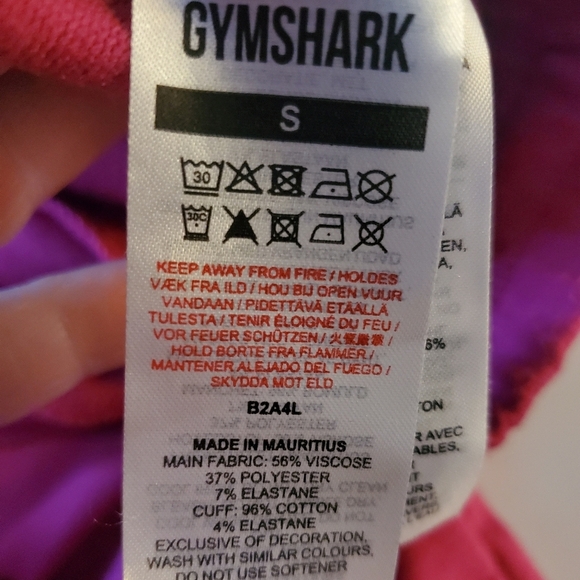 GYMSHARK
S
30
30C
KEEP AWAY FROM FIRE / HOLDES
VÆK FRA ILD / HOU BIJ OPEN VUUR
VANDAAN / PIDETTÄVÄ ETÄÄLLÄ
TULESTA / TENIR ÉLOIGNÉ DU FEU /
VOR FEUER SCHÜTZEN / 火気厳禁 /
HOLD BORTE FRA FLAMMER /
MANTENER ALEJADO DEL FUEGO /
SKYDDA MOT ELD
B2A4L
MADE IN MAURITIUS
MAIN FABRIC: 56% VISCOSE
37% POLYESTER
7% ELASTANE
CUFF: 96% COTTON
4% ELASTANE
EXCLUSIVE OF DECORATION,
WASH WITH SIMILAR COLOURS,
DO NOT USE SOFTENER